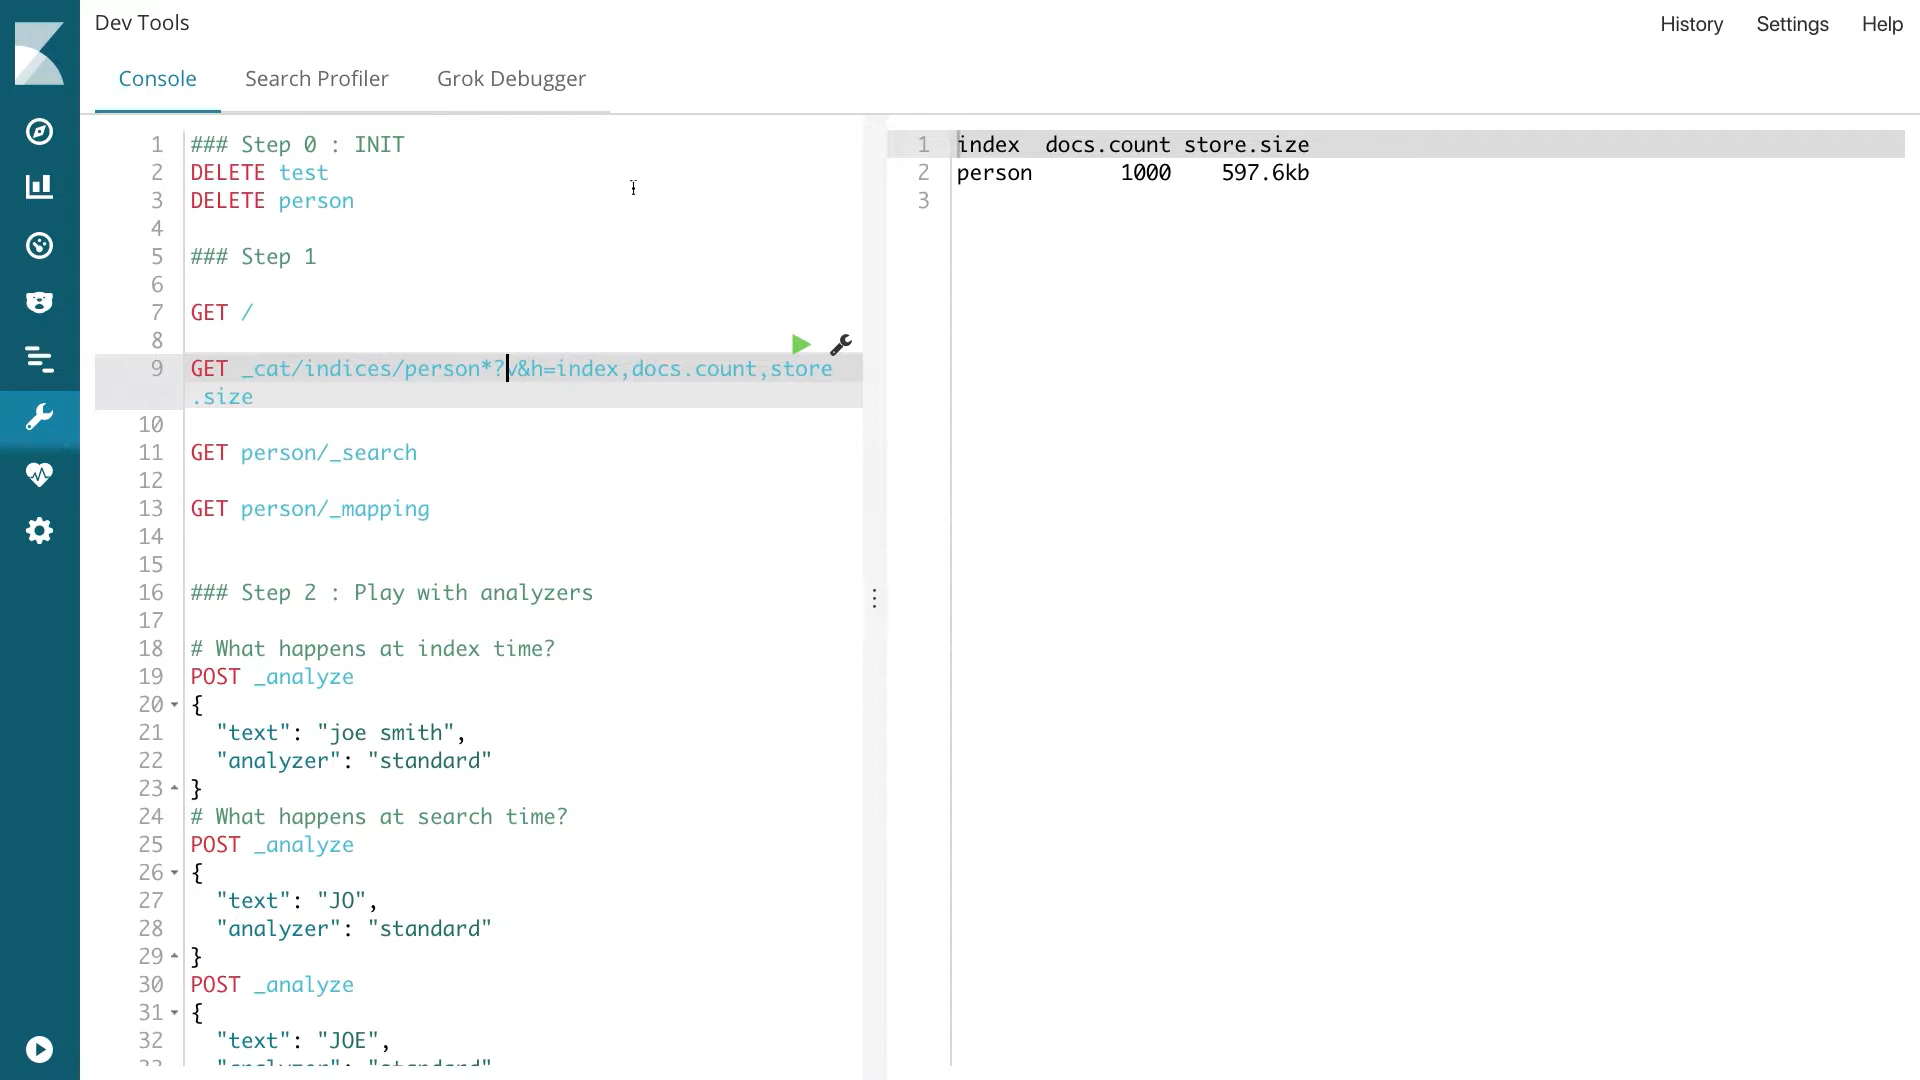 Dev Tools
History Settings Help
Console Search Profiler Grok Debugger
1 ### Step 0 : INIT
2 DELETE test
3 DELETE person
4
5 ### Step 1
6
7 GET /
8
9 GET _cat/indices/person*?v&h=index,docs.count,store
.size
10
11 GET person/_search
12
13 GET person/_mapping
14
15
16 ### Step 2 : Play with analyzers
17
18 # What happens at index time?
19 POST _analyze
20 {
21 "text": "joe smith",
22 "analyzer": "standard"
23 }
24 # What happens at search time?
25 POST _analyze
26 {
27 "text": "JO",
28 "analyzer": "standard"
29 }
30 POST _analyze
31 {
32 "text": "JOE",
1 index docs.count store.size
2 person 1000 597.6kb
3